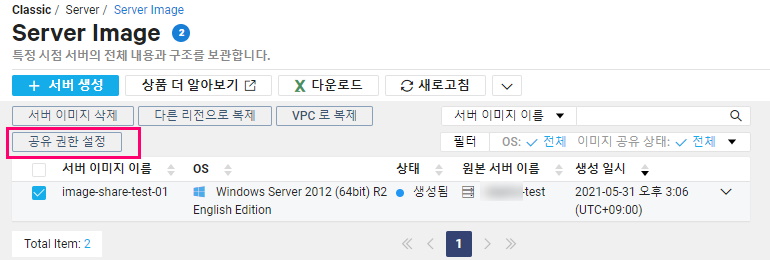 Classic / Server / Server Image
Server Image 2
특정 시점 서버의 전체 내용과 구조를 보관합니다.
+ 서버 생성 상품 더 알아보기 X 다운로드 새로고침
서버 이미지 삭제 다른 리전으로 복제 VPC 로 복제 서버 이미지 이름
공유 권한 설정 필터 OS: 전체 이미지 공유 상태: 전체
서버 이미지 이름 OS 상태 원본 서버 이름 생성 일시
image-share-test-01 Windows Server 2012 (64bit) R2 생성됨 -test 2021-05-31 오후 3:06
English Edition (UTC+09:00)
Total Item: 2 1